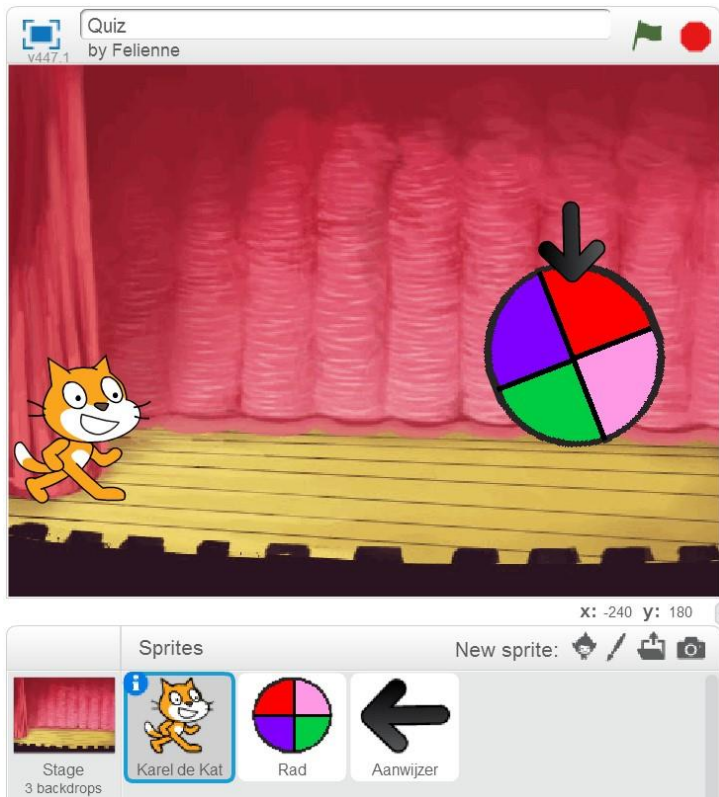 Quiz
by Felienne
v447.1
x: -240 y: 180
Sprites
New sprite:
Stage
3 backdrops
Karel de Kat
Rad
Aanwijzer